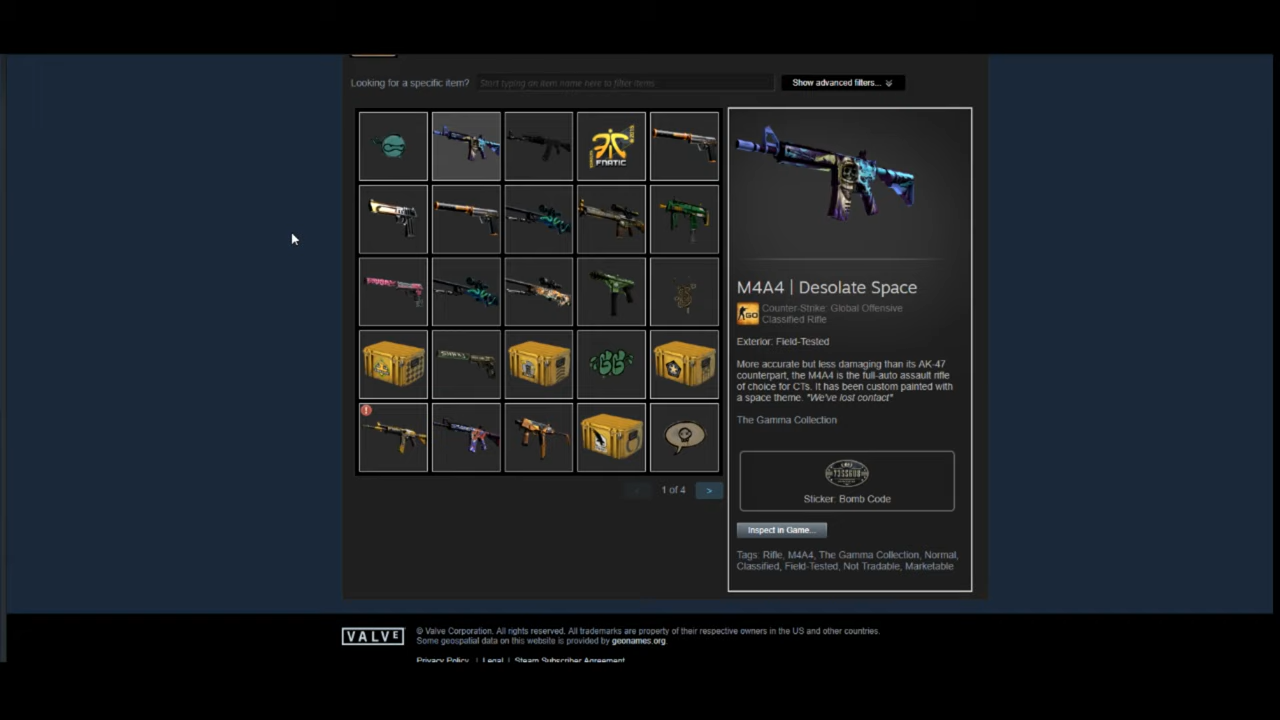 Looking for a specific item?
Start typing an item name here to filter items
Show advanced filters...
FNATIC
1 of 4
>
M4A4 | Desolate Space
Counter-Strike: Global Offensive
Classified Rifle
Exterior: Field-Tested
More accurate but less damaging than its AK-47
counterpart, the M4A4 is the full-auto assault rifle
of choice for CTs. It has been custom painted with
a space theme. "We've lost contact"
The Gamma Collection
Sticker: Bomb Code
Inspect in Game...
Tags: Rifle, M4A4, The Gamma Collection, Normal,
Classified, Field-Tested, Not Tradable, Marketable
VALVE
© Valve Corporation. All rights reserved. All trademarks are property of their respective owners in the US and other countries.
Some geospatial data on this website is provided by geonames.org.
Privacy Policy | Legal | Steam Subscriber Agreement